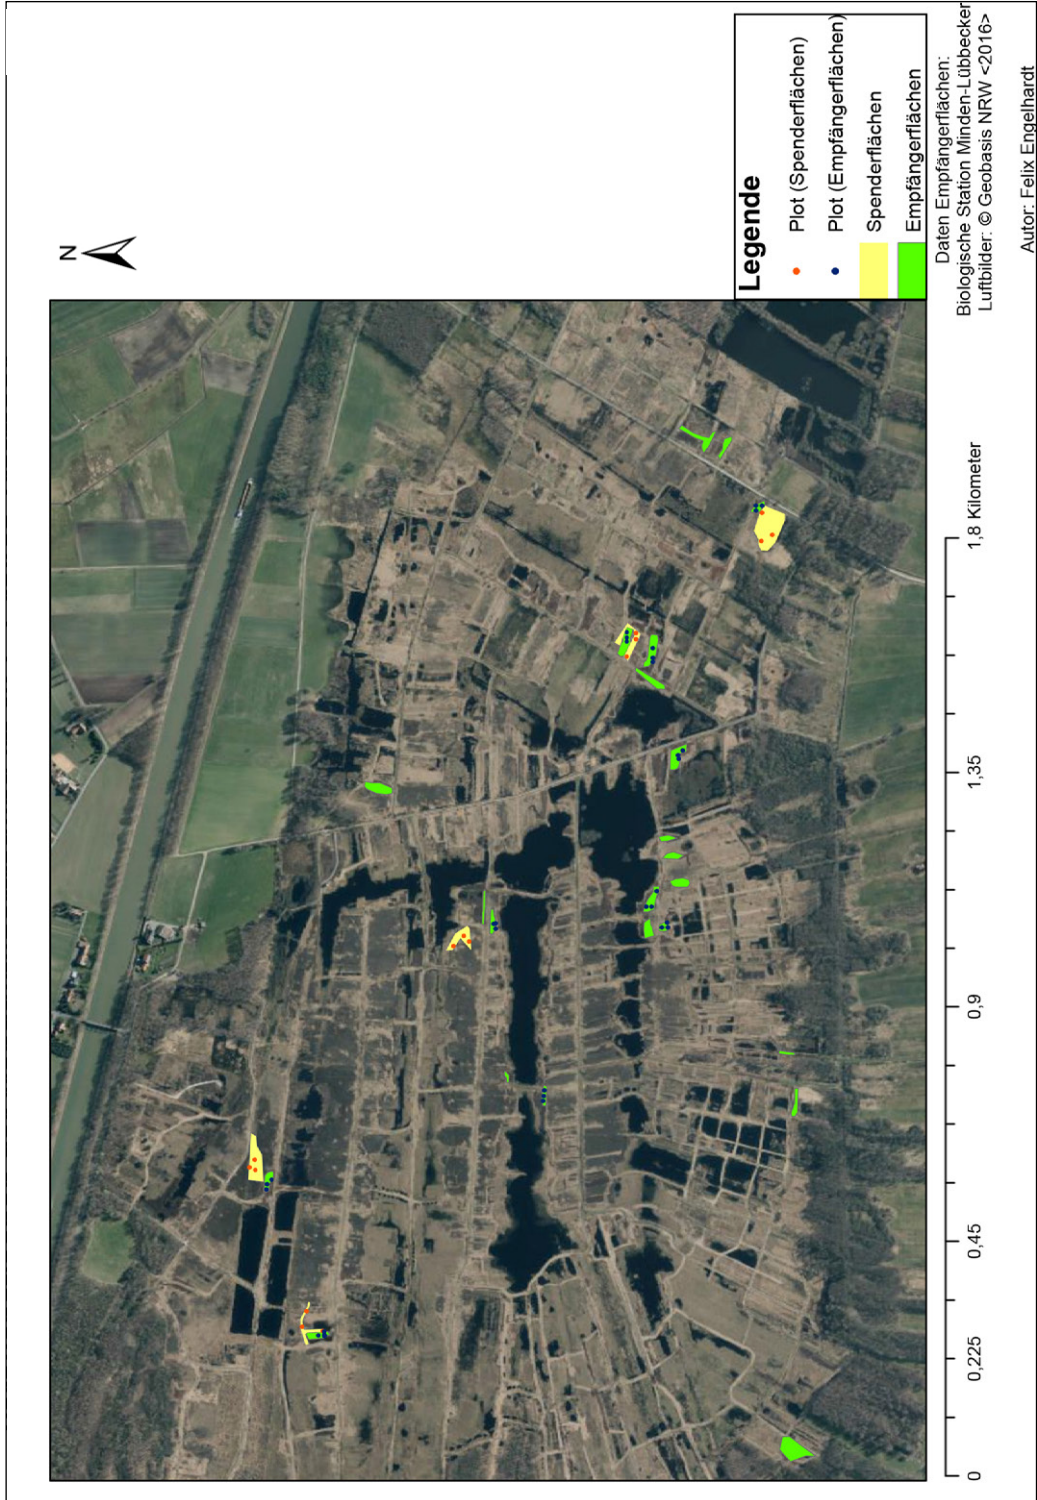 N
Legende
Plot (Spenderflächen)
Plot (Empfängerflächen)
Spenderflächen
Empfängerflächen
Daten Empfängerflächen:
Biologische Station Minden-Lübbecke
Luftbilder: © Geobasis NRW <2016>
Autor: Felix Engelhardt
0 0,225 0,45 0,9 1,35 1,8 Kilometer